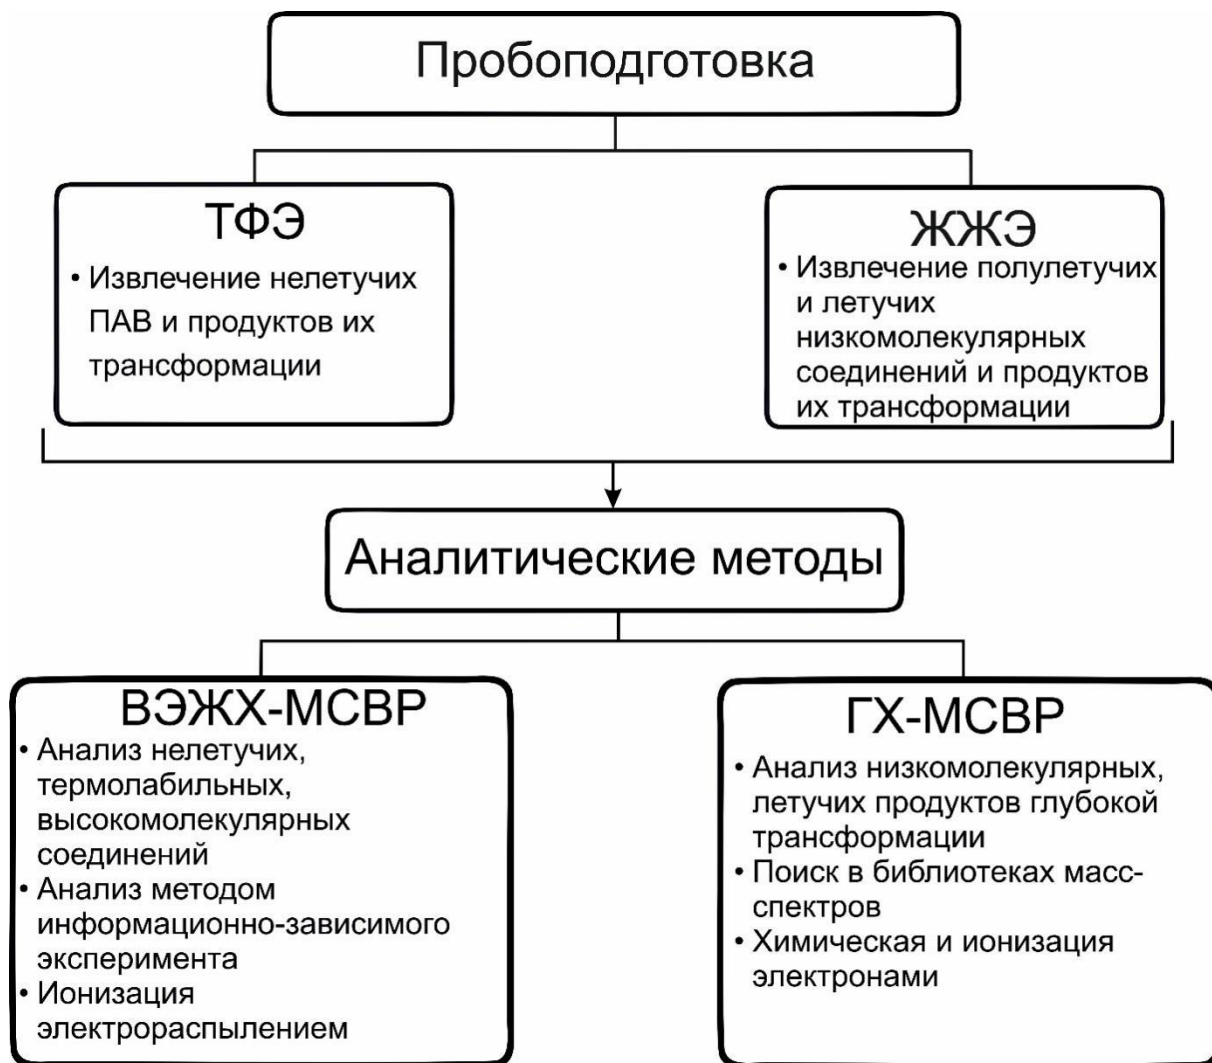 Пробоподготовка
ТФЭ
• Извлечение нелетучих
ПАВ и продуктов их
трансформации
ЖЖЭ
• Извлечение полулетучих
и летучих
низкомолекулярных
соединений и продуктов
их трансформации
Аналитические методы
ВЭЖХ-МСВР
• Анализ нелетучих,
термолабильных,
высокомолекулярных
соединений
• Анализ методом
информационно-зависимого
эксперимента
• Ионизация
электрораспылением
ГХ-МСВР
• Анализ низкомолекулярных,
летучих продуктов глубокой
трансформации
• Поиск в библиотеках масс-
спектров
• Химическая и ионизация
электронами